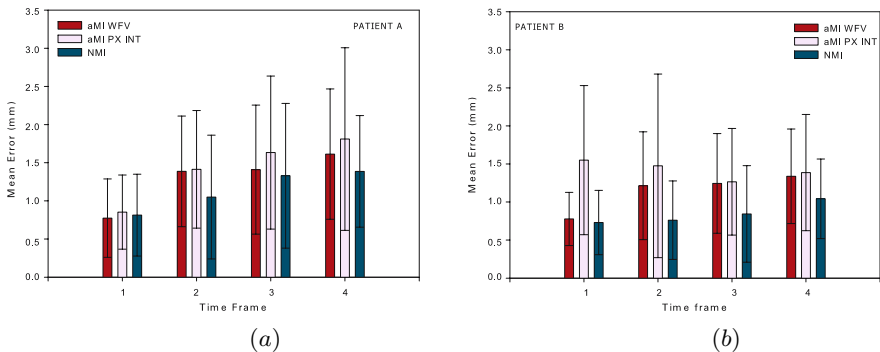 PATIENT A
aMI WFV
aMI PX INT
NMI
Mean Error (mm)
3.5
3.0
2.5
2.0
1.5
1.0
0.5
0.0
1 2 3 4
Time Frame
(a)
PATIENT B
aMI WFV
aMI PX INT
NMI
Mean Error (mm)
3.5
3.0
2.5
2.0
1.5
1.0
0.5
0.0
1 2 3 4
Time frame
(b)